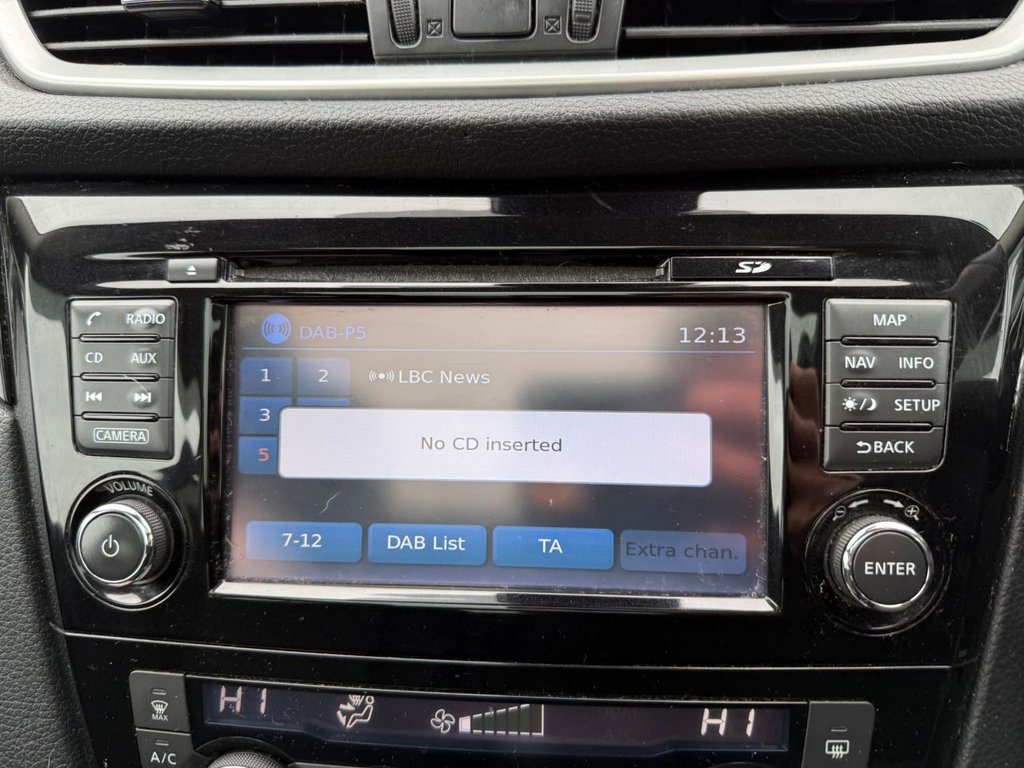 SD
RADIO
CD AUX
CAMERA
VOLUME
DAB-P5 12:13
1 2 LBC News
3
5
No CD inserted
7-12 DAB List TA Extra chan.
MAP
NAV INFO
SETUP
BACK
ENTER
MAX
A/C
HI HI